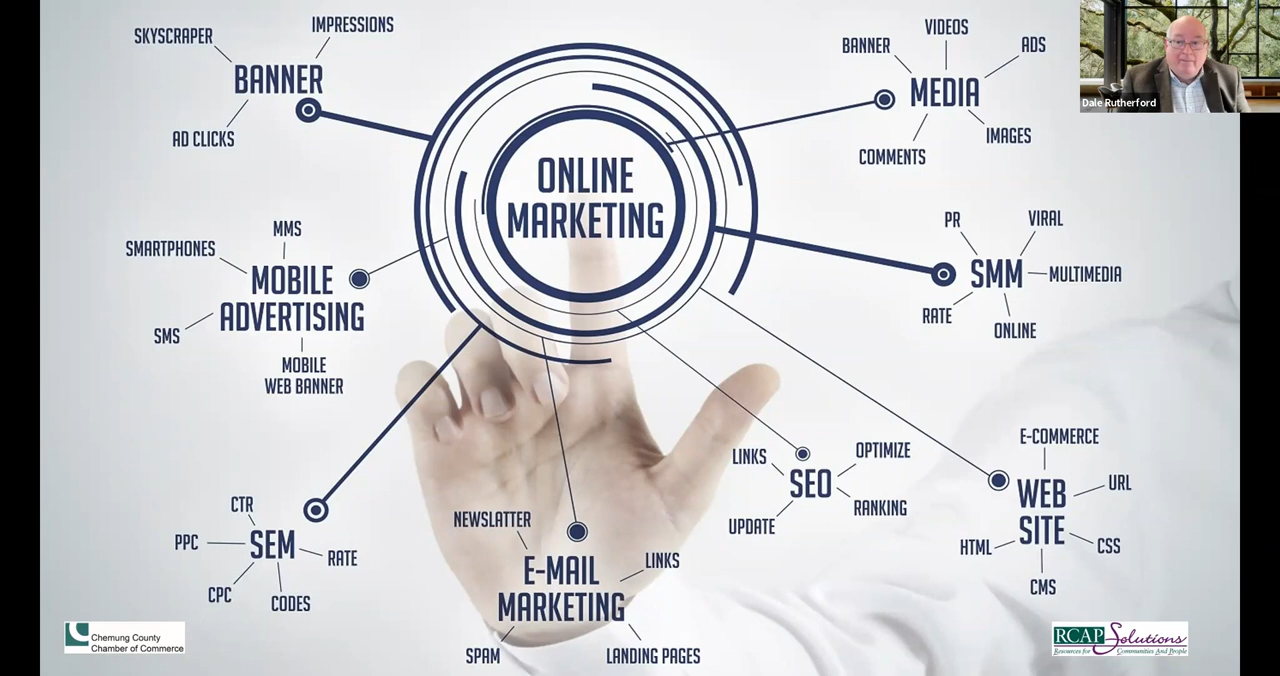 SKYSCRAPER
IMPRESSIONS
BANNER
AD CLICKS
ONLINE
MARKETING
BANNER
VIDEOS
ADS
MEDIA
COMMENTS
IMAGES
Dale Rutherford
MMS
SMARTPHONES
MOBILE
ADVERTISING
SMS
MOBILE
WEB BANNER
PR
VIRAL
SMM
MULTIMEDIA
RATE
ONLINE
CTR
PPC
SEM
RATE
CPC
CODES
NEWSLATTER
E-MAIL
MARKETING
LINKS
SPAM
LANDING PAGES
LINKS
OPTIMIZE
SEO
UPDATE
RANKING
E-COMMERCE
WEB
SITE
URL
HTML
CSS
CMS
Chemung County
Chamber of Commerce
RCAP Solutions
Resources for Communities And People